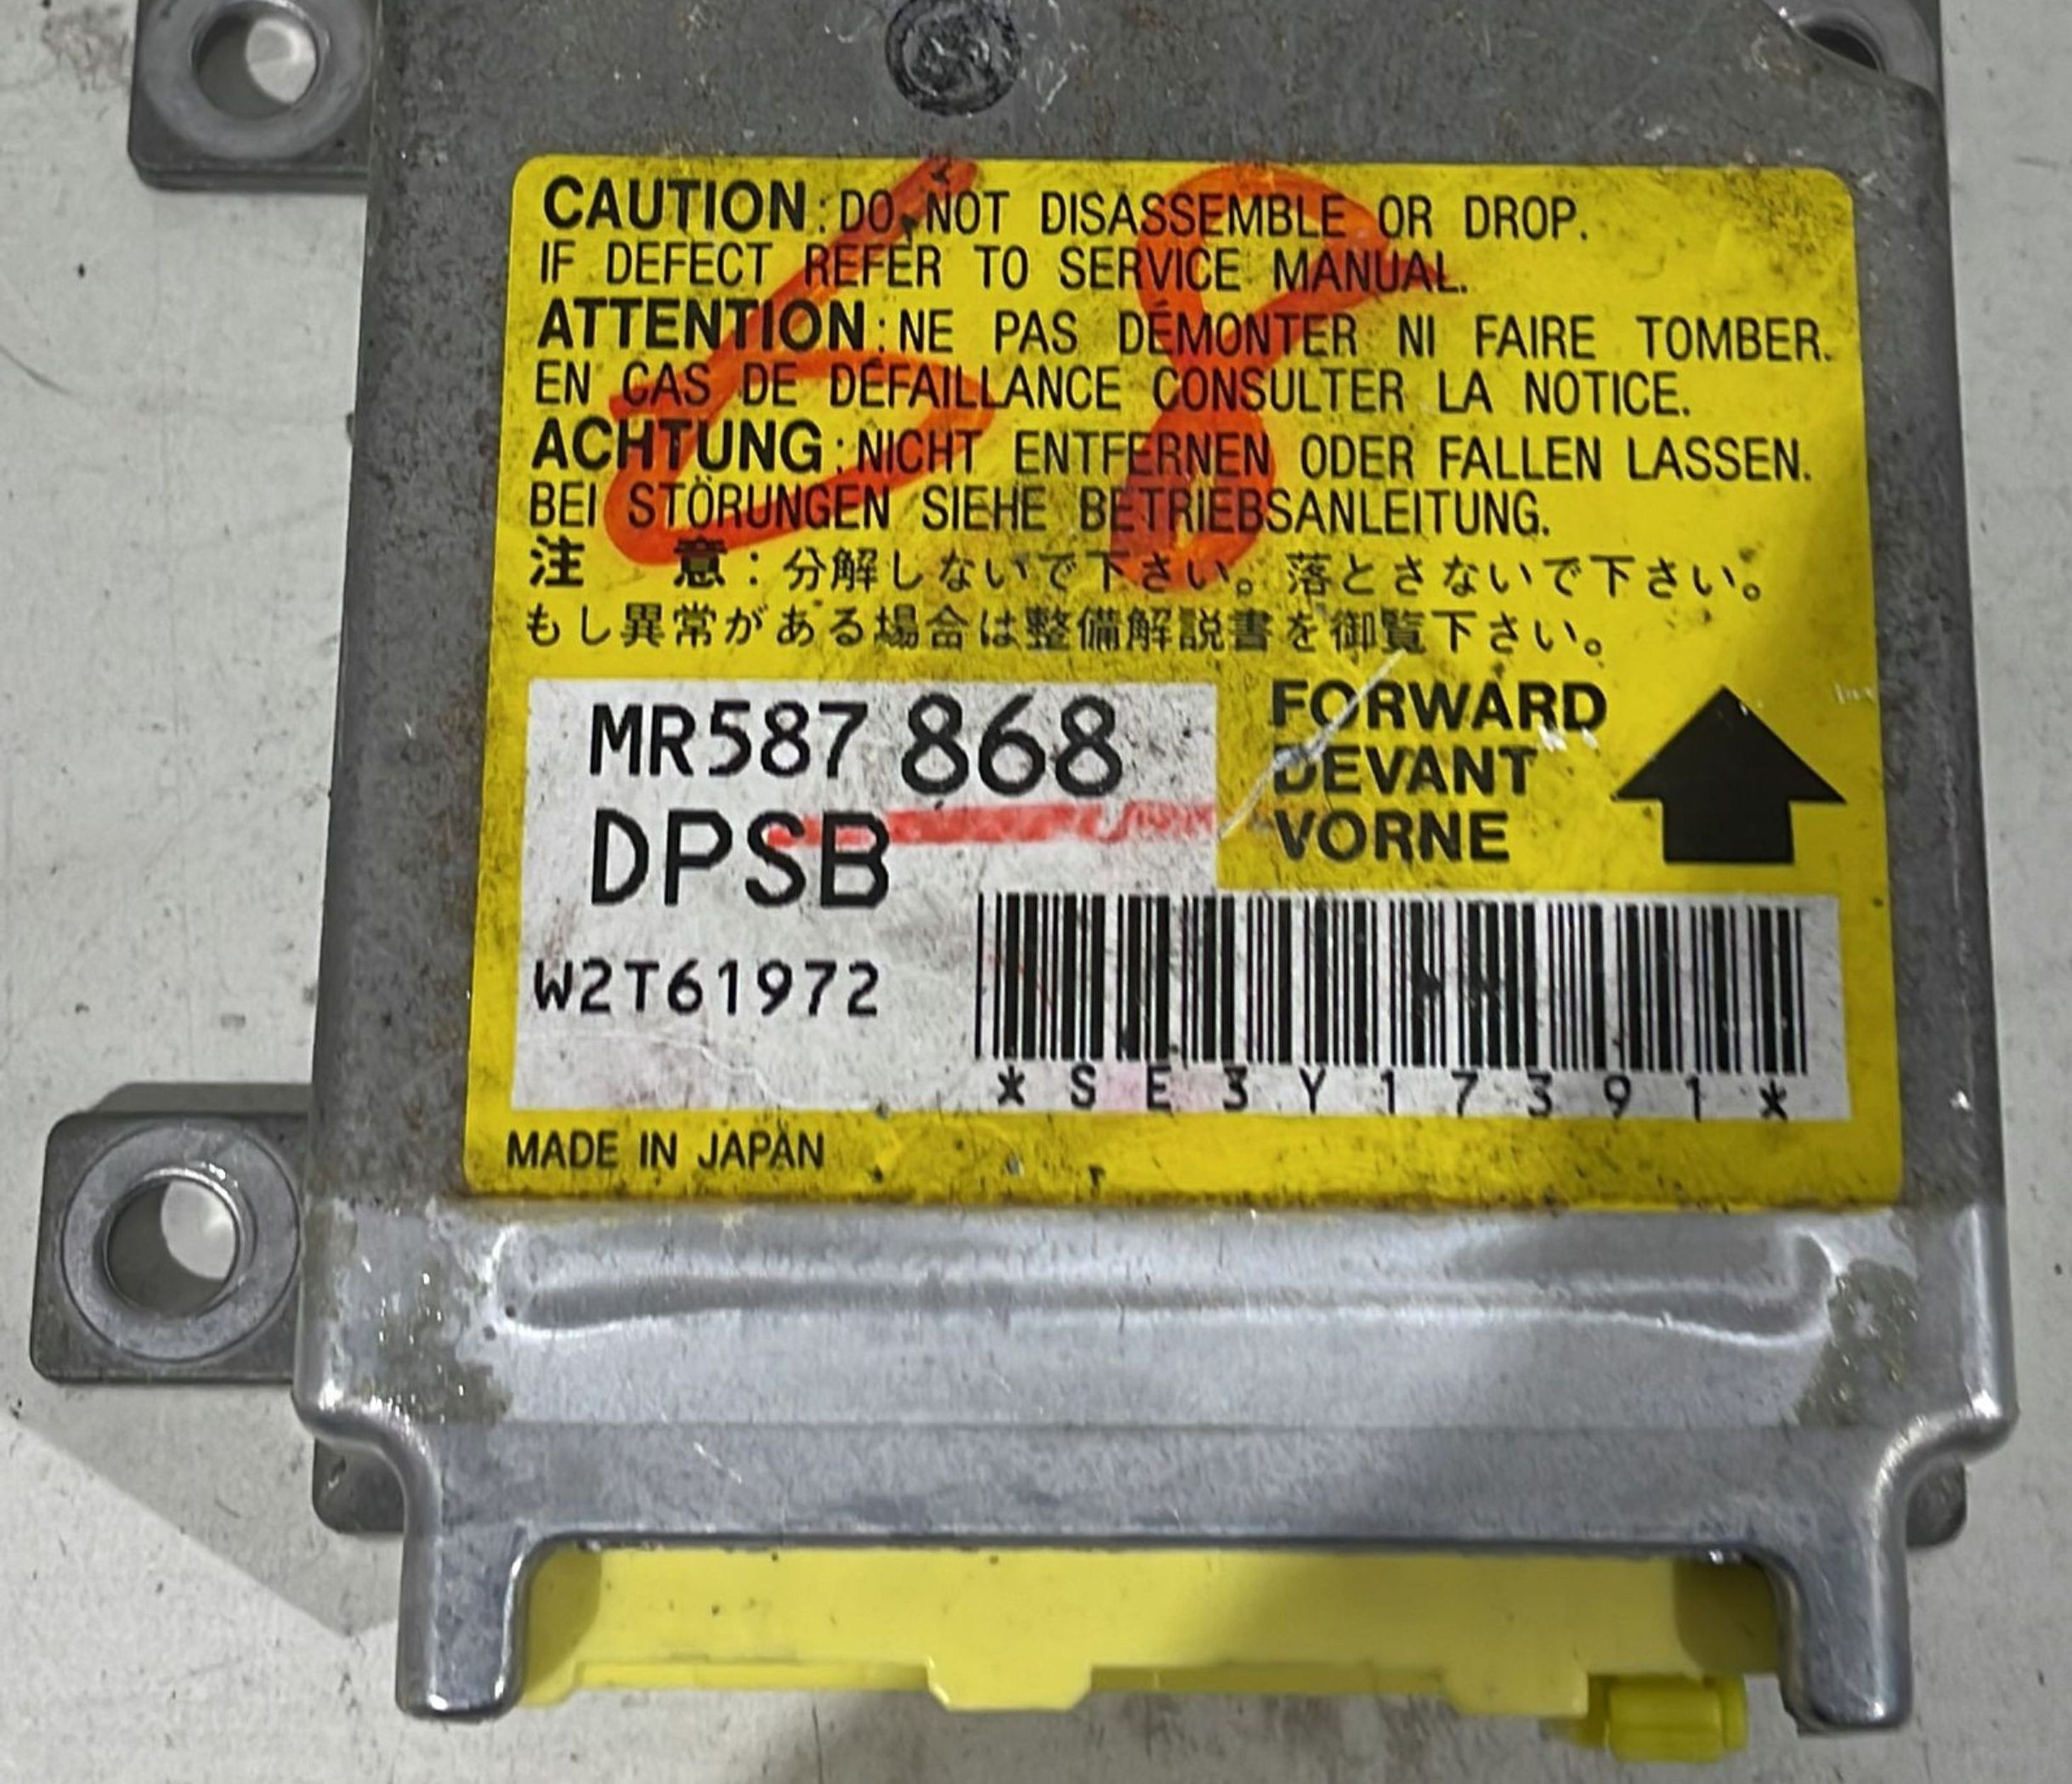 CAUTION:DO NOT DISASSEMBLE OR DROP.
IF DEFECT REFER TO SERVICE MANUAL.
ATTENTION:NE PAS DÉMONTER NI FAIRE TOMBER.
EN CAS DE DÉFAILLANCE CONSULTER LA NOTICE.
ACHTUNG:NICHT ENTFERNEN ODER FALLEN LASSEN.
BEI STÖRUNGEN SIEHE BETRIEBSANLEITUNG.
注 意:分解しないで下さい。落とさないで下さい。
もし異常がある場合は整備解説書を御覧下さい。
58
MR587 868
DPSB
W2T61972
FORWARD
DEVANT
VORNE
*SE3Y17391*
MADE IN JAPAN